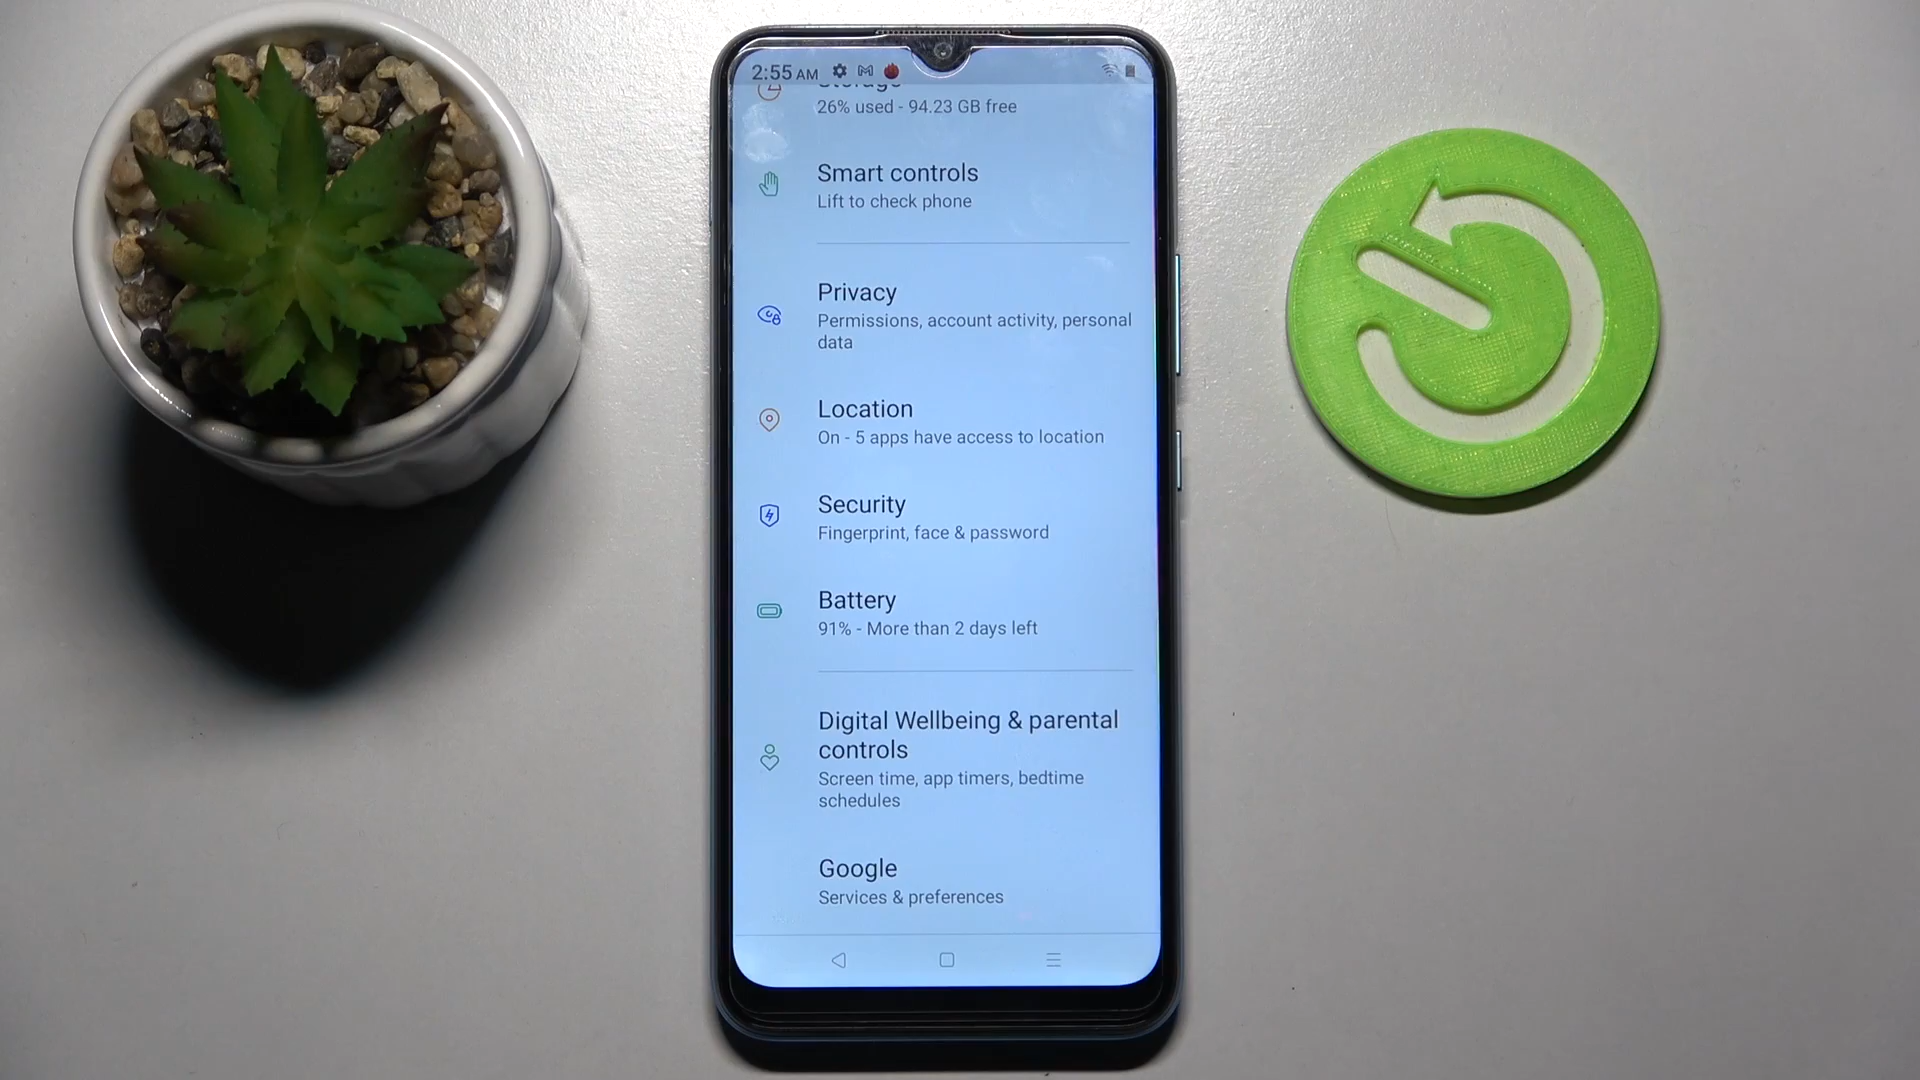 2:55 AM
Storage
26% used - 94.23 GB free
Smart controls
Lift to check phone
Privacy
Permissions, account activity, personal
data
Location
On - 5 apps have access to location
Security
Fingerprint, face & password
Battery
91% - More than 2 days left
Digital Wellbeing & parental
controls
Screen time, app timers, bedtime
schedules
Google
Services & preferences